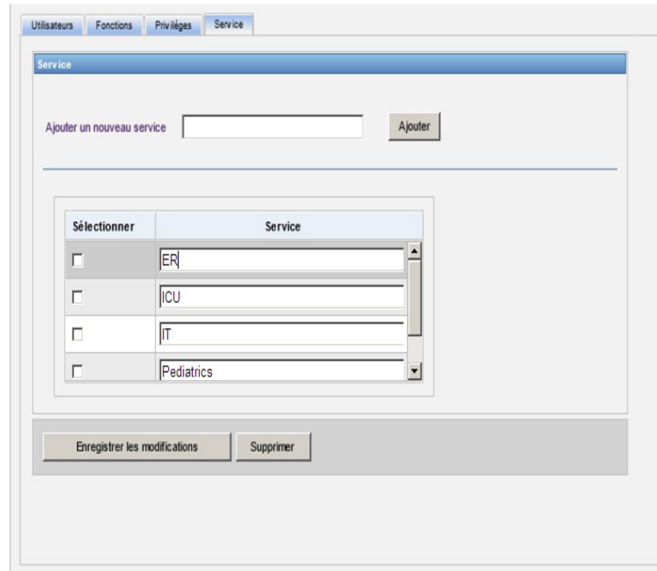 Utilisateurs Fonctions Privilèges Service
Service
Ajouter un nouveau service Ajouter
Sélectionner Service
ER
ICU
IT
Pediatrics
Enregistrer les modifications Supprimer